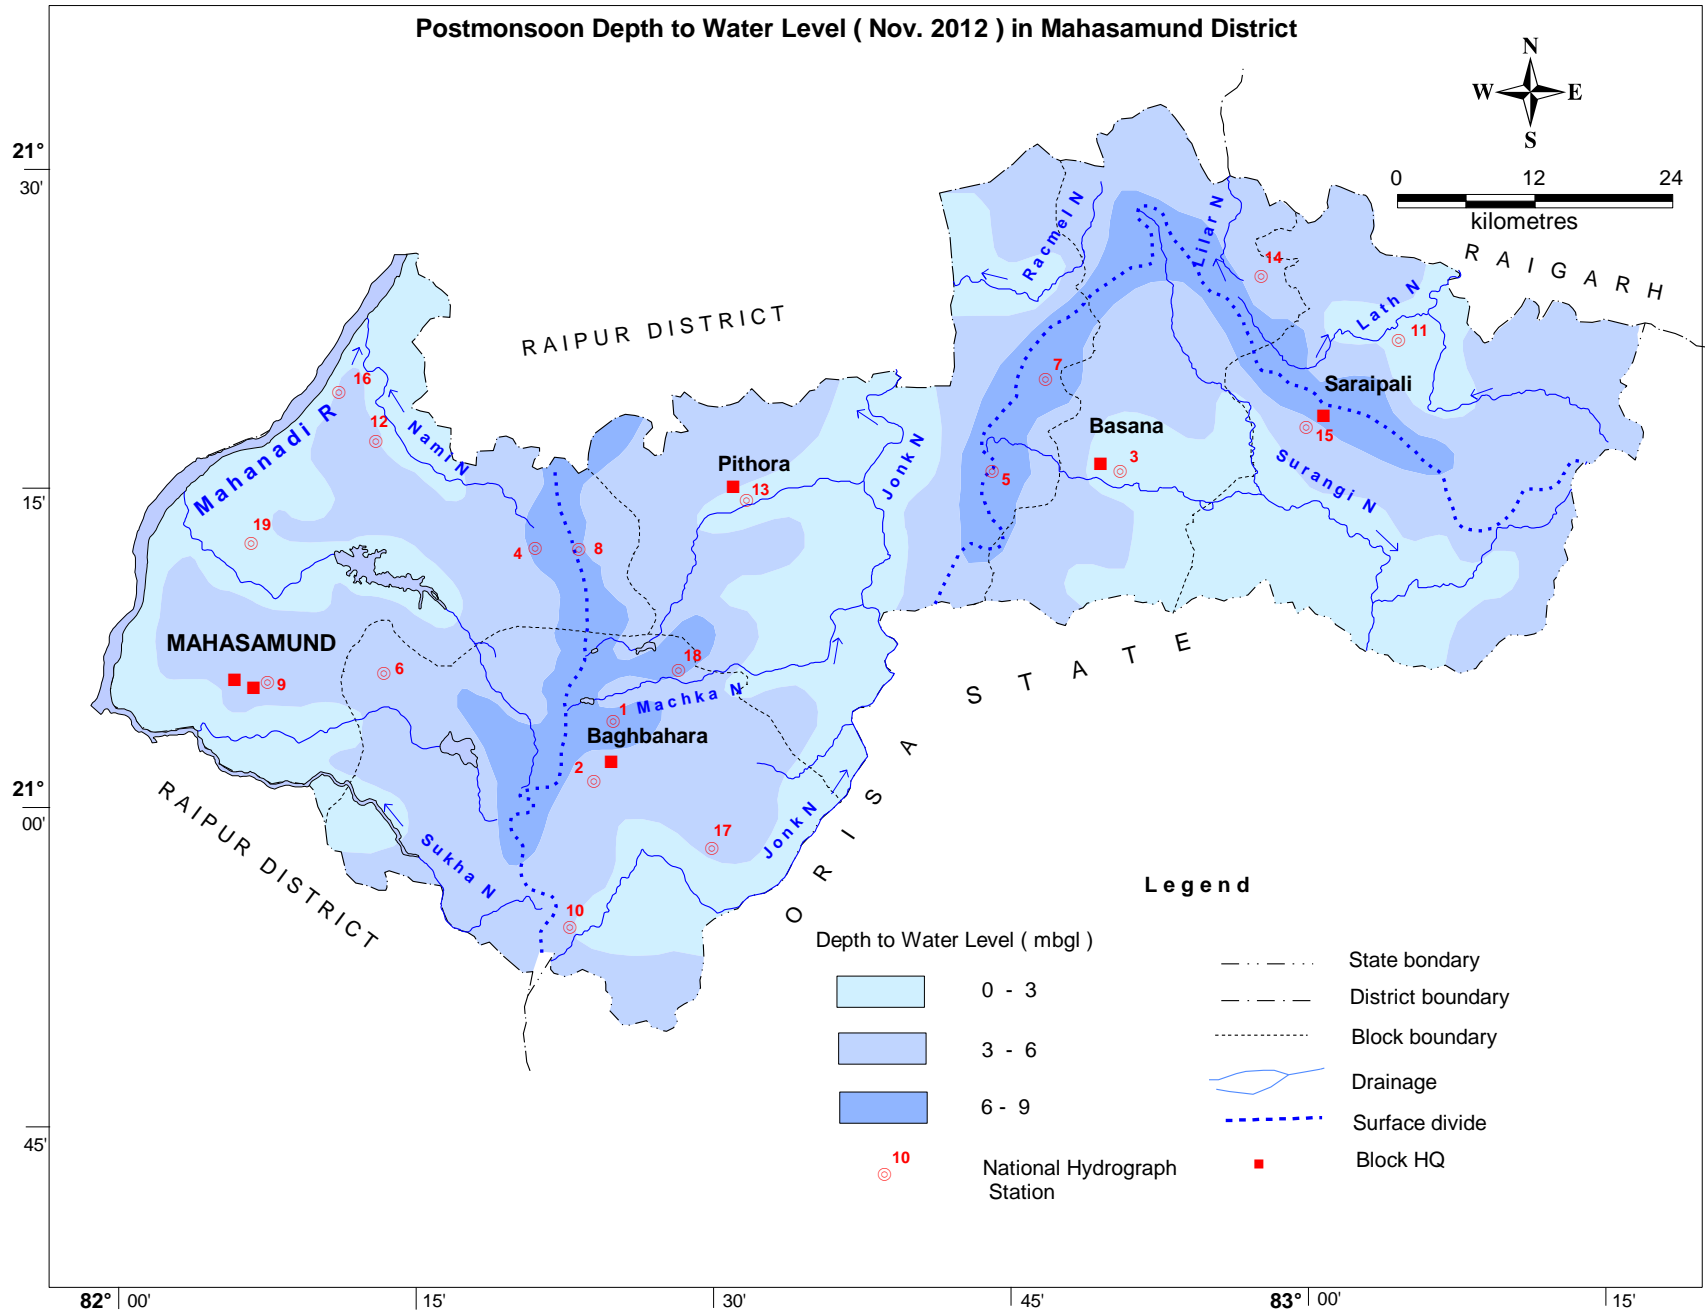 Postmonsoon Depth to Water Level ( Nov. 2012 ) in Mahasamund District
N
W E
S
21°
30'
0 12 24
kilometres
RAIGARH
RAIPUR DISTRICT
Racmel N
Lilar N
14
Lath N
11
7
Saraipali
15
Basana
3
5
Surangi N
16
Mahanadi R
12
Nami N
Pithora
13
Jonk N
15'
19
4
8
MAHASAMUND
9
6
18
Machka N
1
Baghbahara
2
ORISA STATE
21°
00'
RAIPUR DISTRICT
Sukha N
17
Jonk N
10
Legend
Depth to Water Level ( mbgl )
0 - 3
3 - 6
6 - 9
10
National Hydrograph
Station
State bondary
District boundary
Block boundary
Drainage
Surface divide
Block HQ
45'
82° 00' 15' 30' 45' 83° 00' 15'